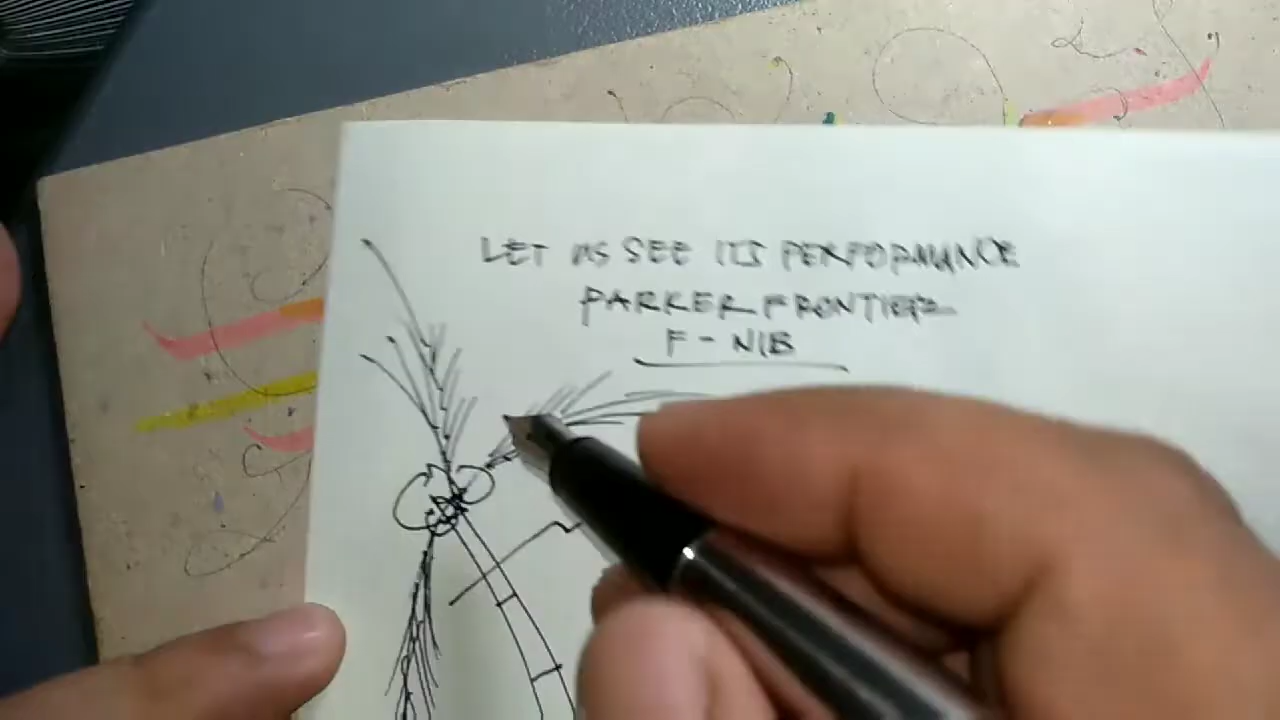 LET US SEE ITS PERFORMANCE
PARKER FRONTIER
F - NIB